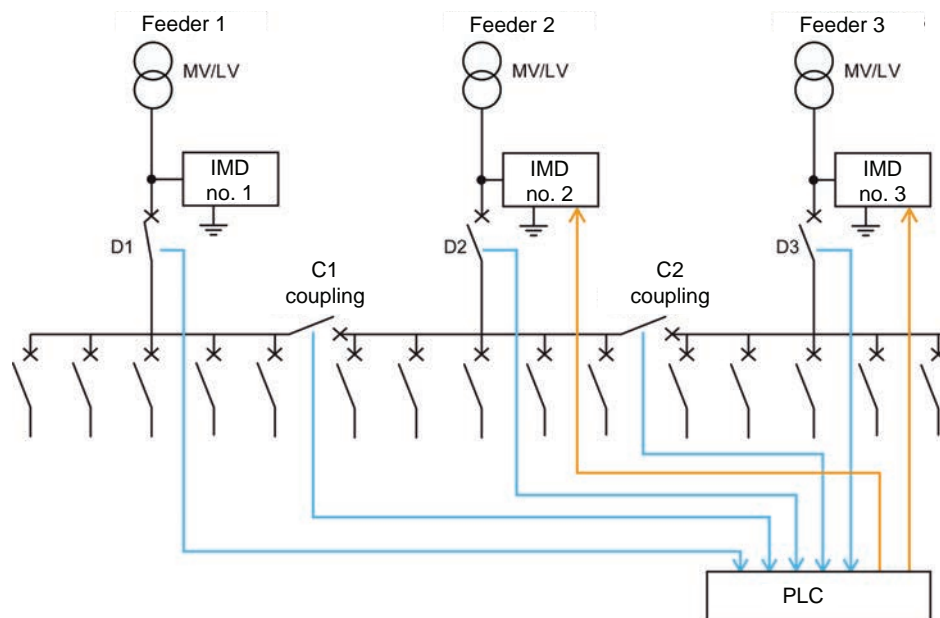 Feeder 1
Feeder 2
Feeder 3
MV/LV
MV/LV
MV/LV
IMD
no. 1
IMD
no. 2
IMD
no. 3
D1
D2
D3
C1
coupling
C2
coupling
PLC